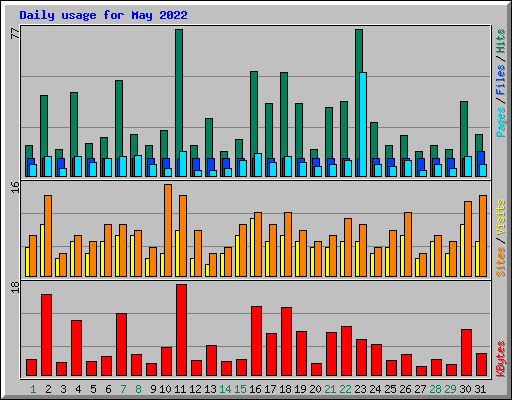 Daily usage for May 2022
77
Pages / Files / Hits
16
Sites / Visits
18
KBytes
1 2 3 4 5 6 7 8 9 10 11 12 13 14 15 16 17 18 19 20 21 22 23 24 25 26 27 28 29 30 31